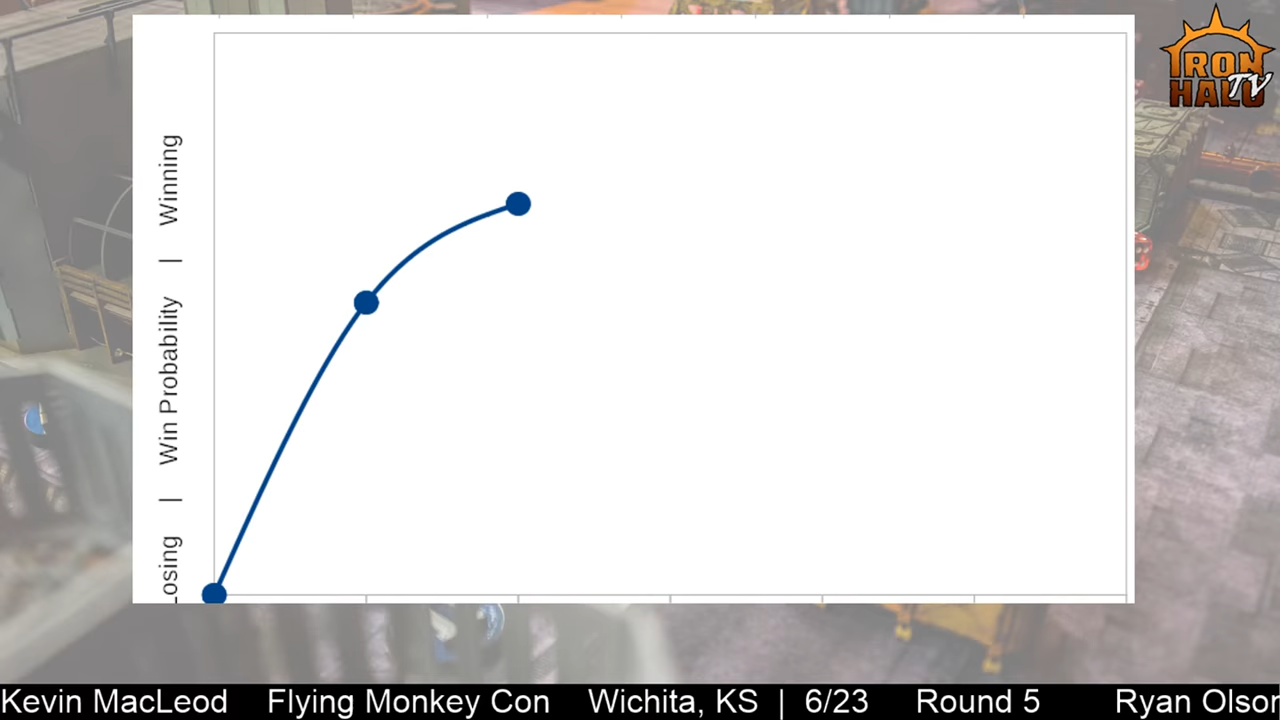 IRON
HALO
TV
Losing | Win Probability | Winning
Kevin MacLeod Flying Monkey Con Wichita, KS | 6/23 Round 5 Ryan Olson